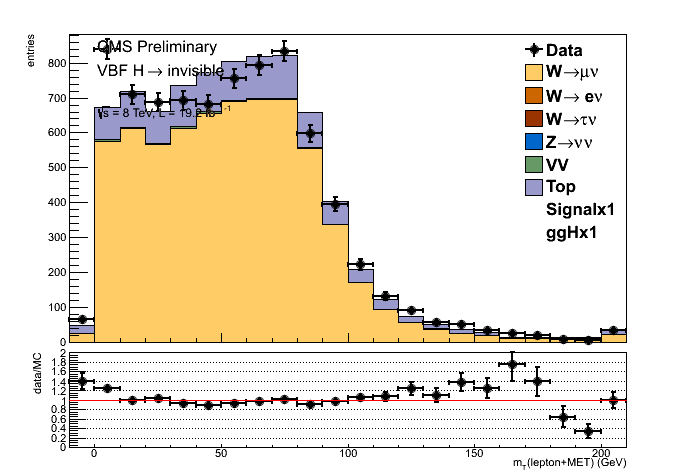 entries
CMS Preliminary
VBF H → invisible
√s = 8 TeV, L = 19.2 fb⁻¹
Data
W→μν
W→ eν
W→τν
Z→νν
VV
Top
Signalx1
ggHx1
800
700
600
500
400
300
200
100
0
data/MC
2
1.8
1.6
1.4
1.2
1
0.8
0.6
0.4
0.2
0
0 50 100 150 200
m_T(lepton+MET) (GeV)